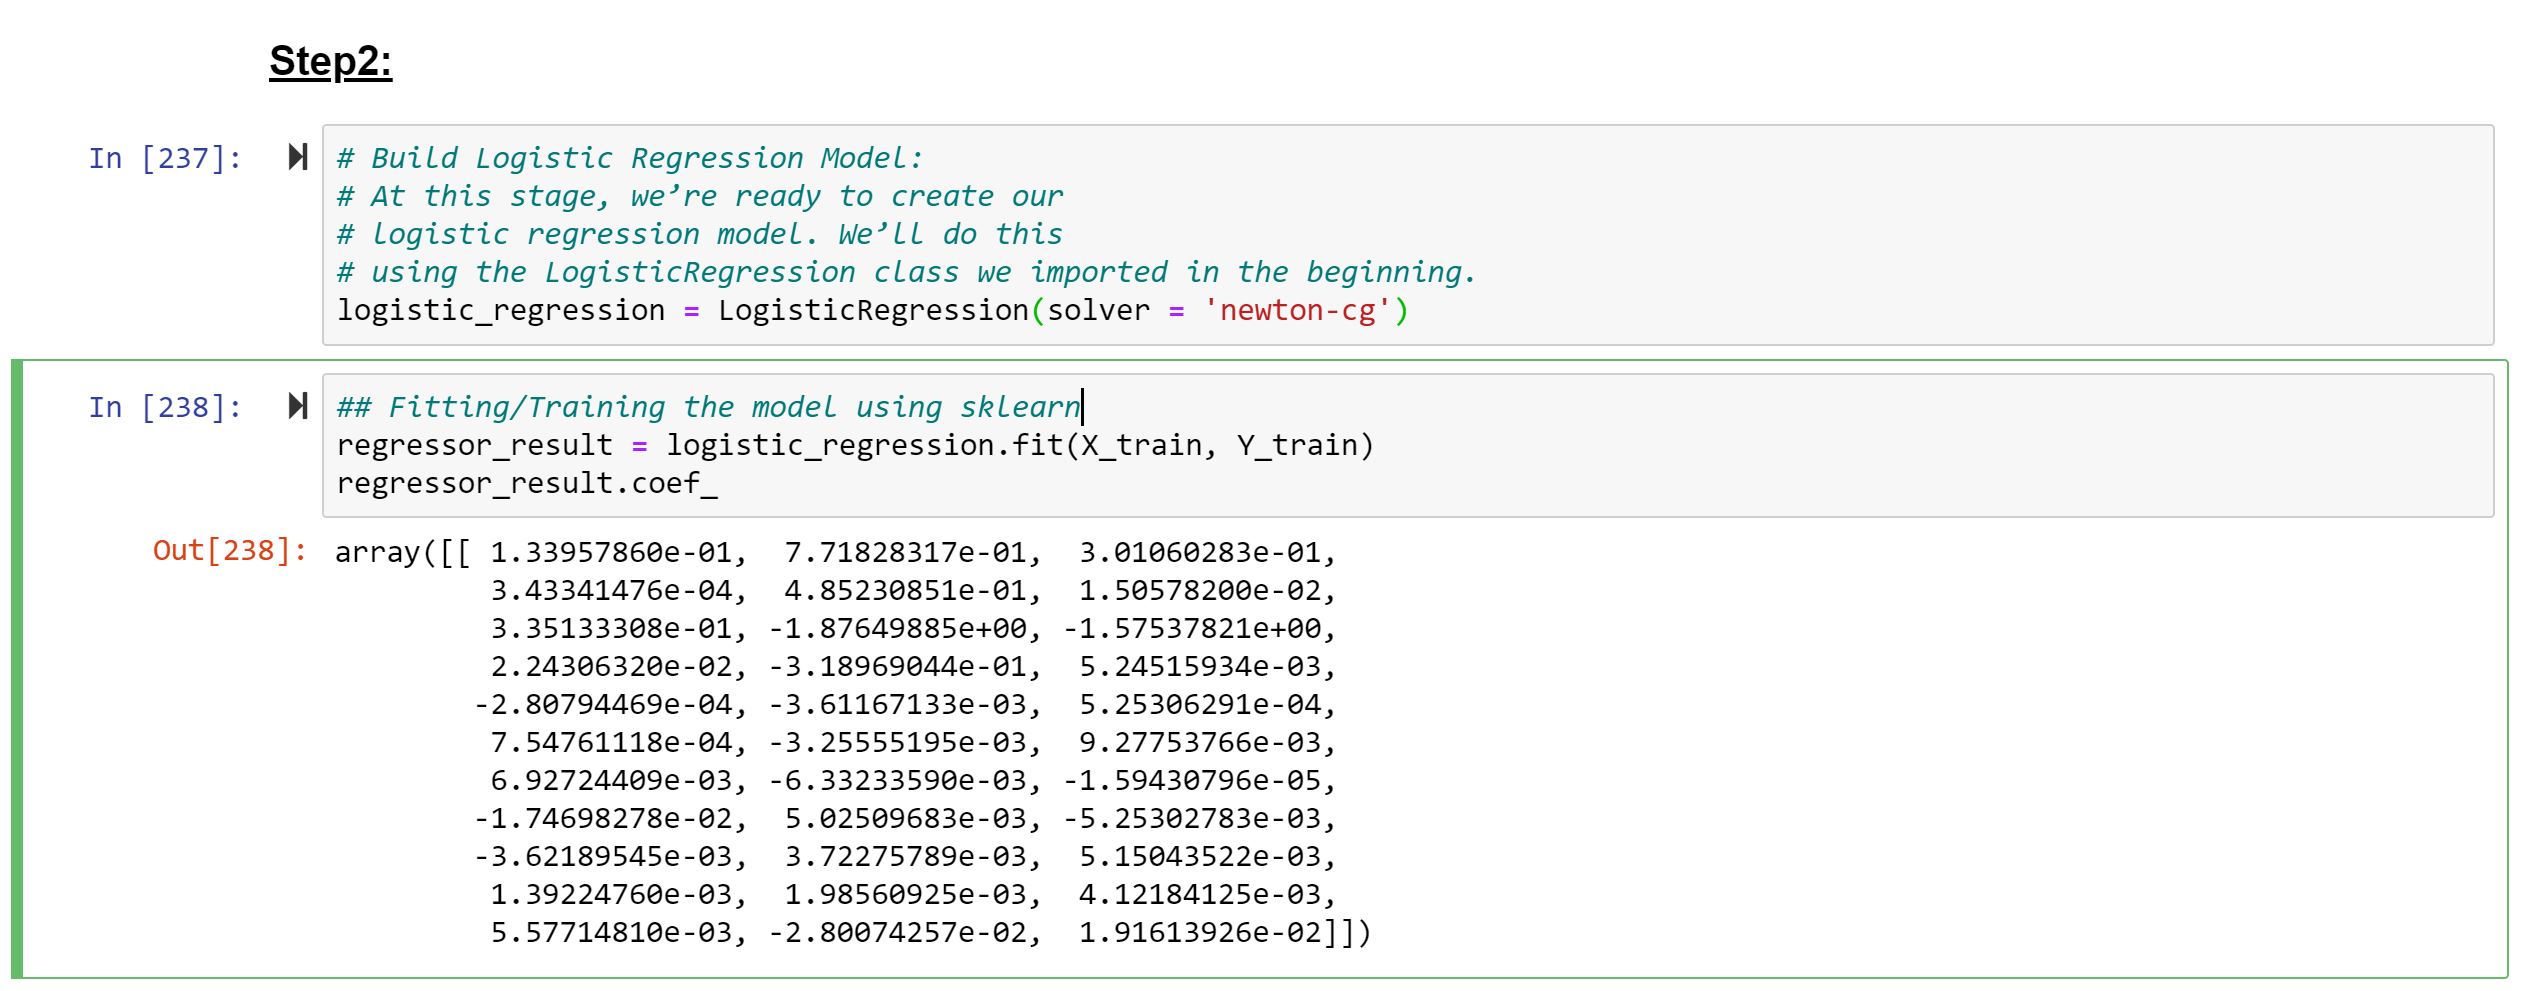 Step2:
In [237]:
# Build Logistic Regression Model:
# At this stage, we’re ready to create our
# logistic regression model. We’ll do this
# using the LogisticRegression class we imported in the beginning.
logistic_regression = LogisticRegression(solver = 'newton-cg')
In [238]:
## Fitting/Training the model using sklearn
regressor_result = logistic_regression.fit(X_train, Y_train)
regressor_result.coef_
Out[238]:
array([[ 1.33957860e-01,  7.71828317e-01,  3.01060283e-01,
3.43341476e-04,  4.85230851e-01,  1.50578200e-02,
3.35133308e-01, -1.87649885e+00, -1.57537821e+00,
2.24306320e-02, -3.18969044e-01,  5.24515934e-03,
-2.80794469e-04, -3.61167133e-03,  5.25306291e-04,
7.54761118e-04, -3.25555195e-03,  9.27753766e-03,
6.92724409e-03, -6.33233590e-03, -1.59430796e-05,
-1.74698278e-02,  5.02509683e-03, -5.25302783e-03,
-3.62189545e-03,  3.72275789e-03,  5.15043522e-03,
1.39224760e-03,  1.98560925e-03,  4.12184125e-03,
5.57714810e-03, -2.80074257e-02,  1.91613926e-02]])